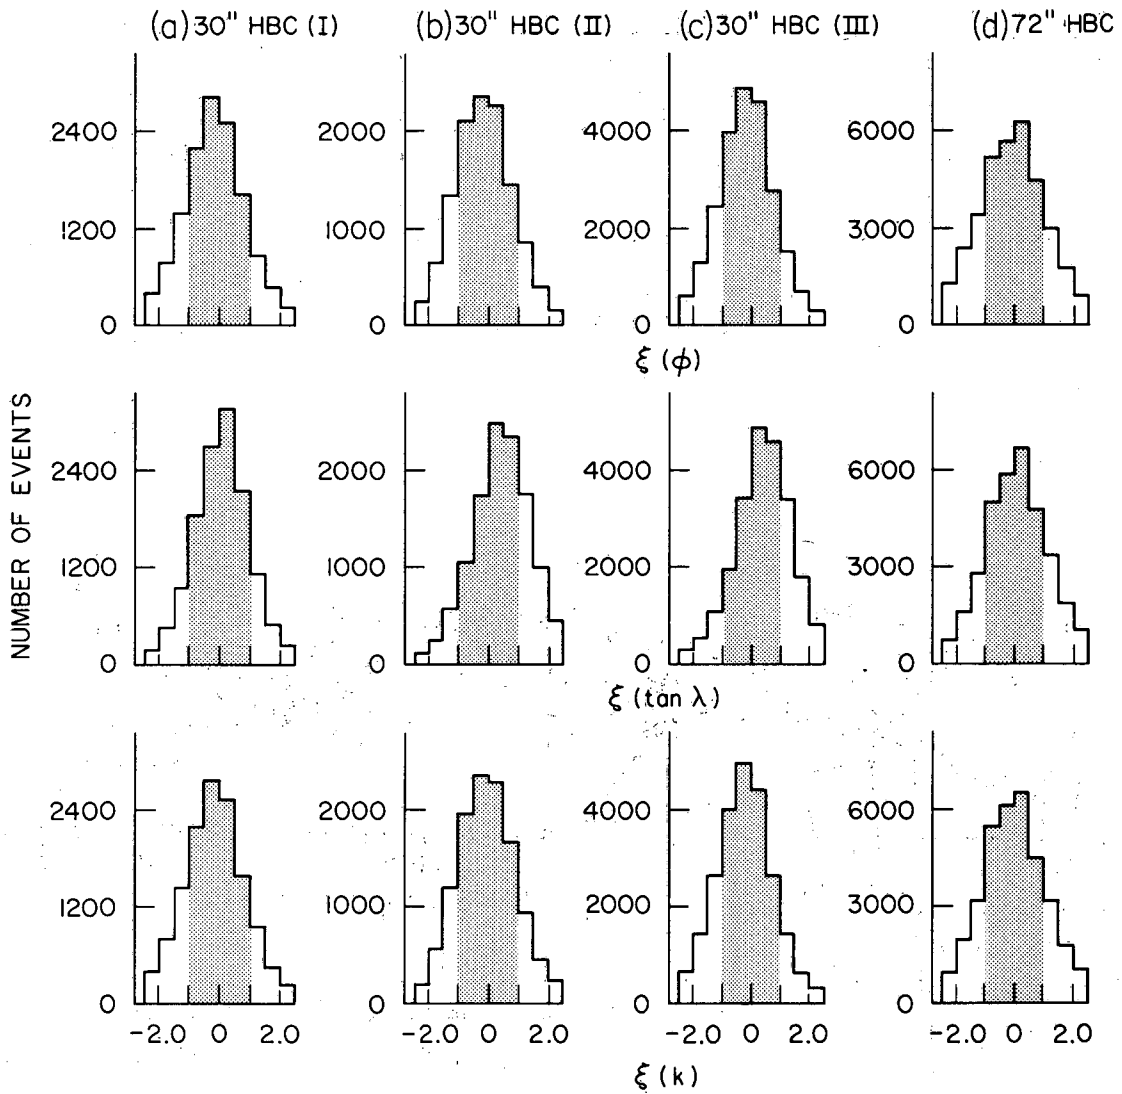 (a) 30" HBC (I) (b) 30" HBC (II) (c) 30" HBC (III) (d) 72" HBC
2400 2000 4000 6000
1200 1000 2000 3000
0 0 0 0
ξ (φ)
NUMBER OF EVENTS
2400 2000 4000 6000
1200 1000 2000 3000
0 0 0 0
ξ (tan λ)
2400 2000 4000 6000
1200 1000 2000 3000
0 0 0 0
-2.0 0 2.0 -2.0 0 2.0 -2.0 0 2.0 -2.0 0 2.0
ξ (k)